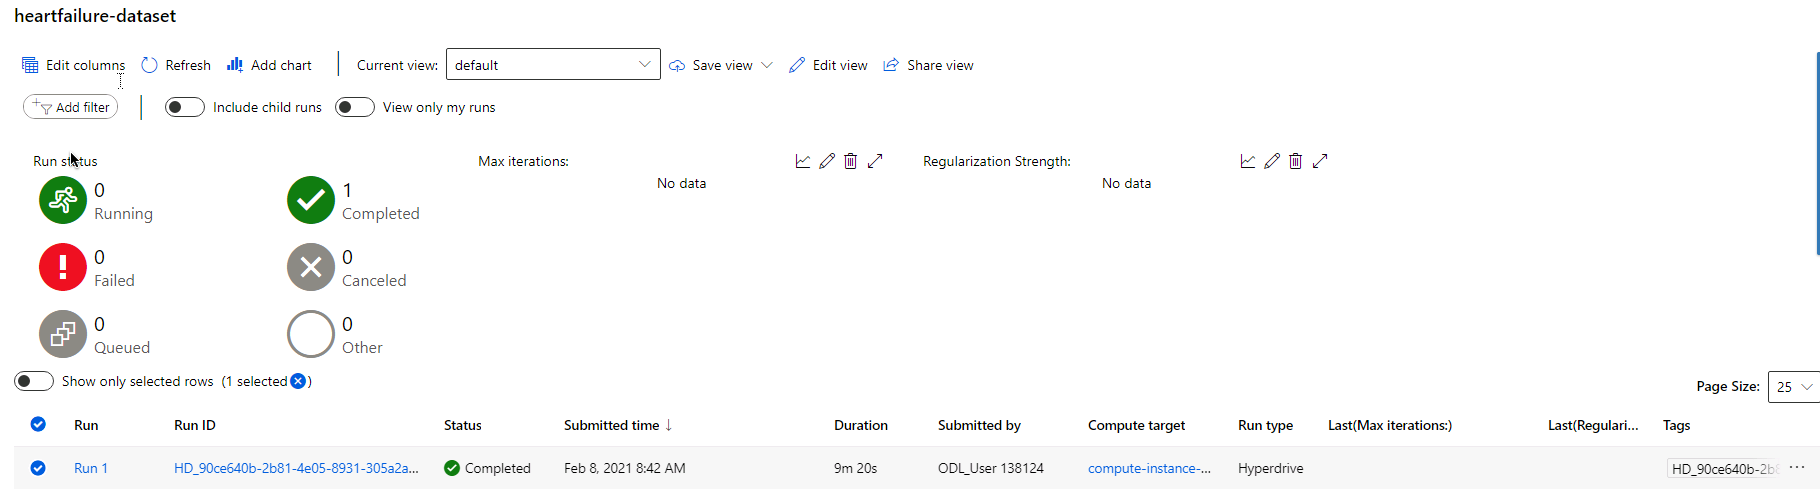 heartfailure-dataset
Edit columns Refresh Add chart Current view: default Save view Edit view Share view
Add filter Include child runs View only my runs
Run status Max iterations: Regularization Strength:
No data No data
0 1
Running Completed
0 0
Failed Canceled
0 0
Queued Other
Show only selected rows (1 selected )
Page Size: 25
Run Run ID Status Submitted time ↓ Duration Submitted by Compute target Run type Last(Max iterations:) Last(Regulari... Tags
Run 1 HD_90ce640b-2b81-4e05-8931-305a2a... Completed Feb 8, 2021 8:42 AM 9m 20s ODL_User 138124 compute-instance-... Hyperdrive HD_90ce640b-2b8 ...